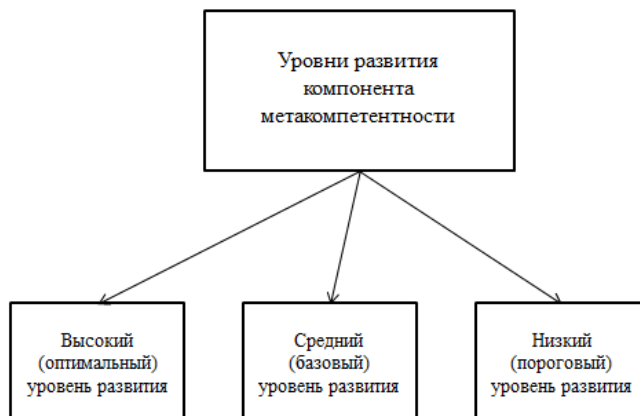 Уровни развития
компонента
метакомпетентности
Высокий
(оптимальный)
уровень развития
Средний
(базовый)
уровень развития
Низкий
(пороговый)
уровень развития